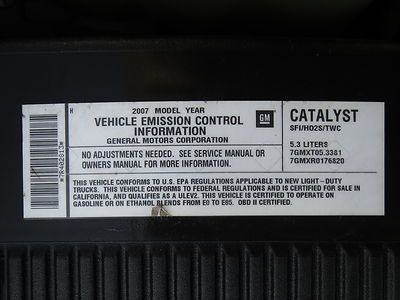 H
2007 MODEL YEAR
VEHICLE EMISSION CONTROL
INFORMATION
GENERAL MOTORS CORPORATION
GM
CATALYST
SFI/HO2S/TWC
5.3 LITERS
7GMXT05.3381
7GMXR0176820
NO ADJUSTMENTS NEEDED. SEE SERVICE MANUAL OR
OWNERS MANUAL FOR MORE INFORMATION.
THIS VEHICLE CONFORMS TO U.S. EPA REGULATIONS APPLICABLE TO NEW LIGHT-DUTY
TRUCKS. THIS VEHICLE CONFORMS TO REGULATIONS AND IS CERTIFIED FOR SALE IN
CALIFORNIA, AND QUALIFIES AS A ULEV2. THIS VEHICLE IS CERTIFIED TO OPERATE ON
GASOLINE OR ON ETHANOL BLENDS FROM E0 TO E85. OBD II CERTIFIED.